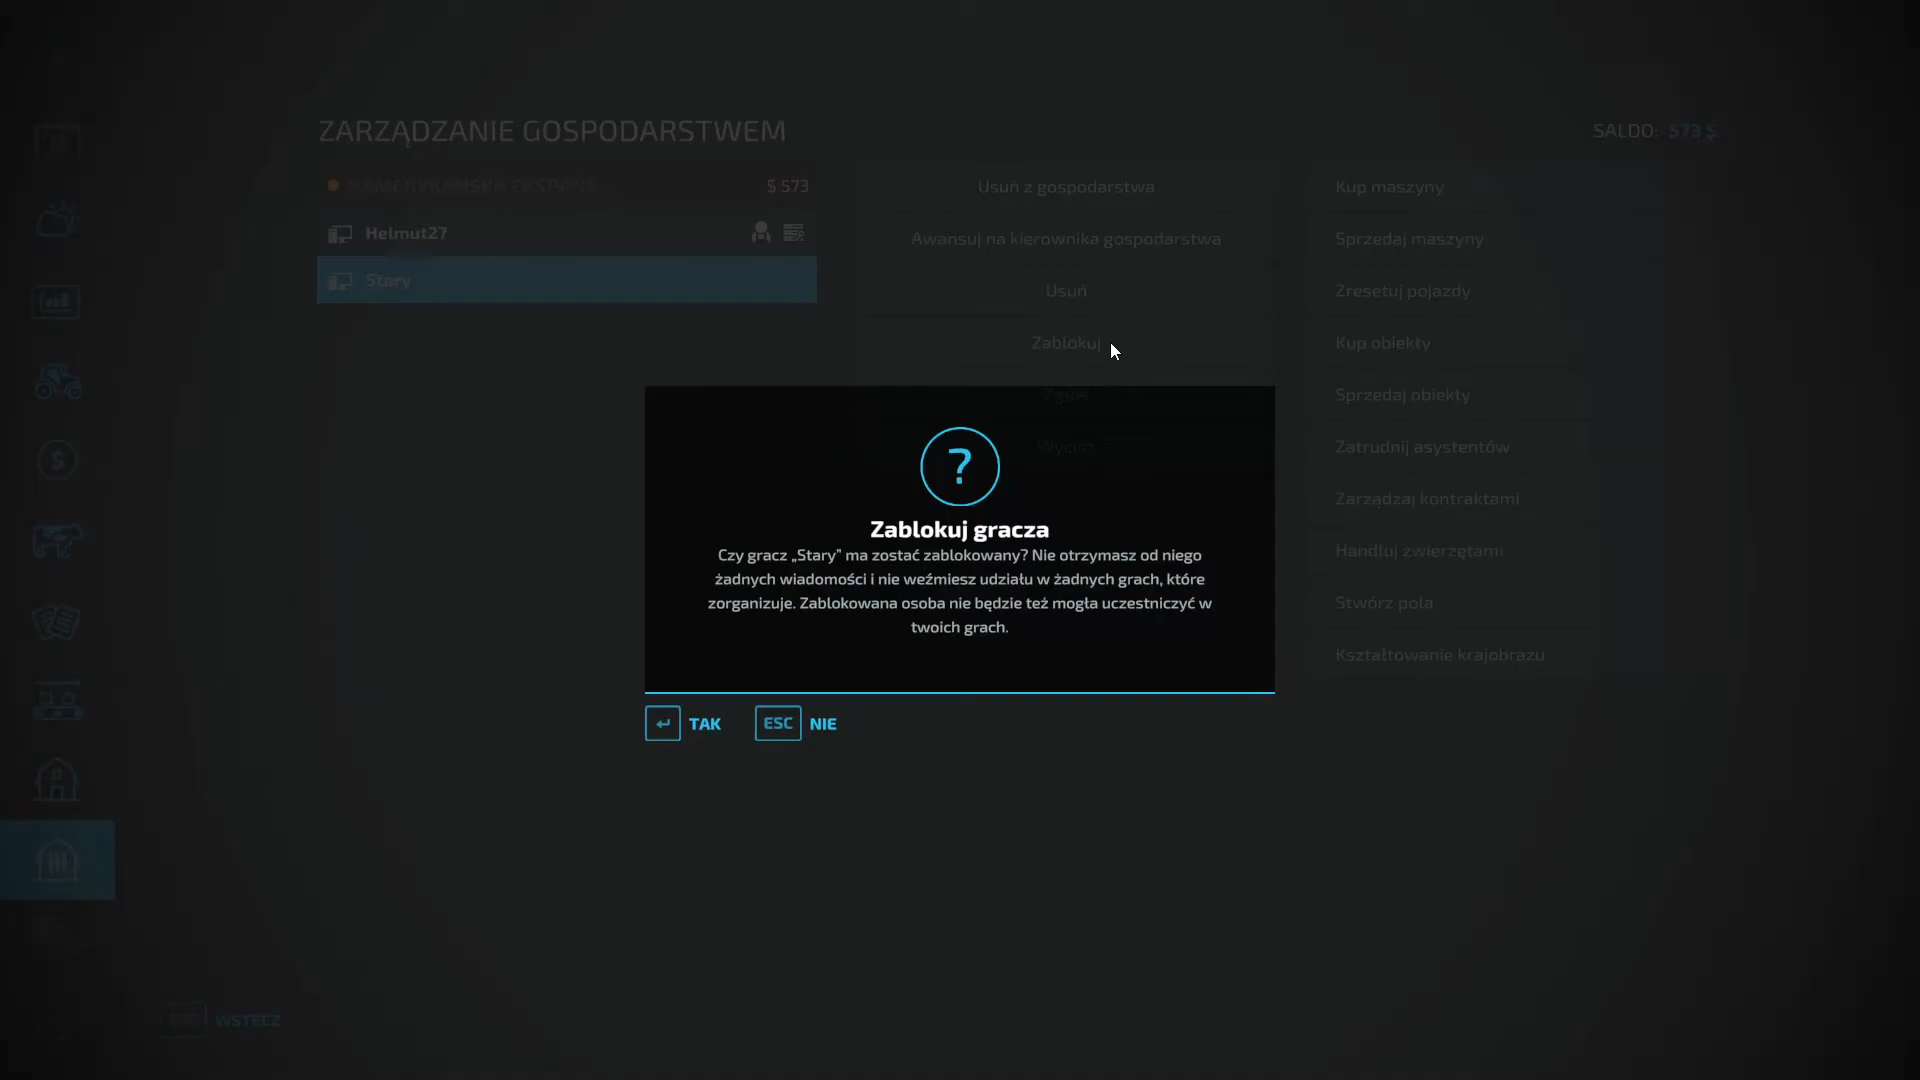 ZARZĄDZANIE GOSPODARSTWEM
SALDO: 573 $
$ 573
Helmut27
Stary
Usuń z gospodarstwa
Awansuj na kierownika gospodarstwa
Usuń
Zablokuj
Kup maszyny
Sprzedaj maszyny
Zresetuj pojazdy
Kup obiekty
Sprzedaj obiekty
Zatrudnij asystentów
Zarządzaj kontraktami
Handluj zwierzętami
Stwórz pola
Kształtowanie krajobrazu
?
Zablokuj gracza
Czy gracz „Stary” ma zostać zablokowany? Nie otrzymasz od niego
żadnych wiadomości i nie weźmiesz udziału w żadnych grach, które
zorganizuje. Zablokowana osoba nie będzie też mogła uczestniczyć w
twoich grach.
TAK
ESC NIE
WSTECZ